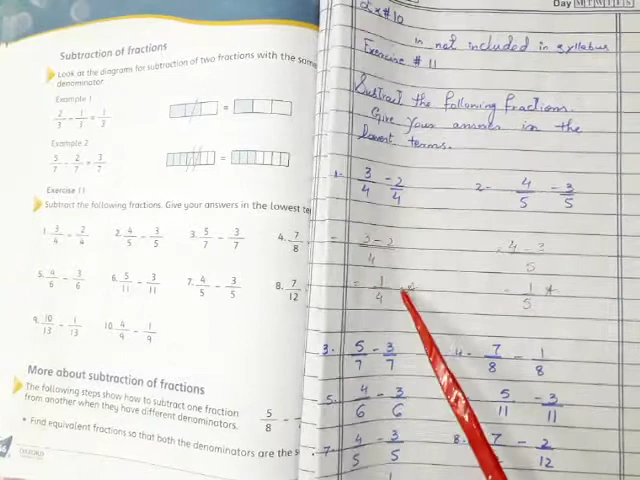 Subtraction of fractions
Look at the diagrams for subtraction of two fractions with the same
denominator
Example 1
2/3 - 1/1 = 1/3
Example 2
5/7 - 2/7 = 3/7
Exercise 11
Subtract the following fractions. Give your answers in the lowest te
1. 3/4 - 2/4
2. 4/5 - 3/5
3. 5/7 - 3/7
4. 7/8
5. 4/6 - 3/6
6. 5/11 - 3/11
7. 4/5 - 3/5
8. 7/12
9. 10/13 - 1/13
10. 4/9 - 1/9
More about subtraction of fractions
The following steps show how to subtract one fraction
from another when they have different denominators.
5/8 -
• Find equivalent fractions so that both the denominators are the s
OXFORD
Day M T W T F S
Ex # 10
in not included in syllabus
Exercise # 11
Subtract the following fractions.
Give your answer in the
lowest terms.
1- 3/4 - 2/4
2- 4/5 - 3/5
= 3-2/4
= 4-3/5
= 1/4
= 1/5
3. 5/7 - 3/7
4- 7/8 - 1/8
5. 4/6 - 3/6
5/11 - 3/11
7- 4/5 - 3/5
8. 7 - 2/12
1